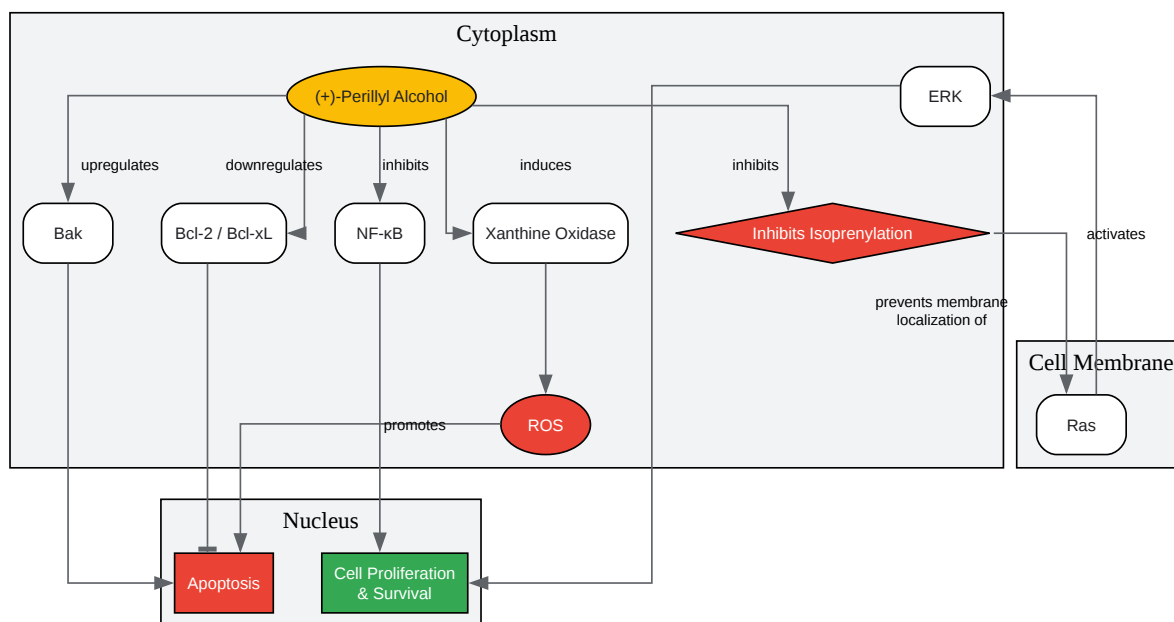 Cytoplasm
(+)-Perillyl Alcohol
ERK
upregulates
downregulates
inhibits
induces
inhibits
Bak
Bcl-2 / Bcl-xL
NF-κB
Xanthine Oxidase
Inhibits Isoprenylation
activates
prevents membrane
localization of
Cell Membrane
Ras
promotes
ROS
Nucleus
Apoptosis
Cell Proliferation
& Survival